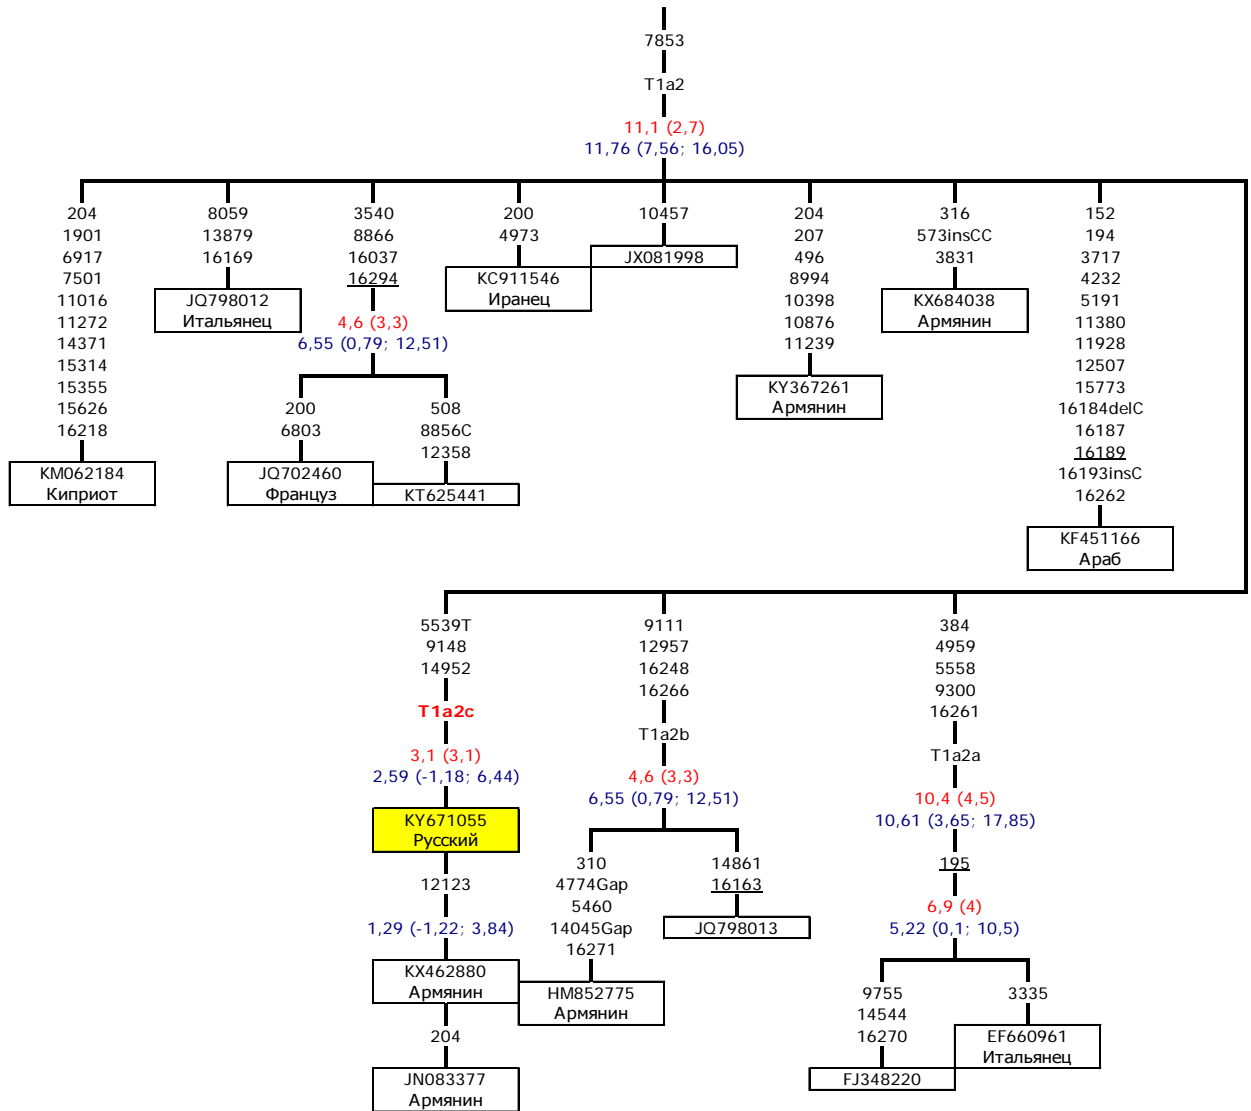 7853
T1a2
11,1 (2,7)
11,76 (7,56; 16,05)
204
1901
6917
7501
11016
11272
14371
15314
15355
15626
16218
KM062184
Киприот
8059
13879
16169
JQ798012
Итальянец
3540
8866
16037
16294
4,6 (3,3)
6,55 (0,79; 12,51)
200
6803
JQ702460
Француз
508
8856C
12358
KT625441
200
4973
KC911546
Иранец
10457
JX081998
204
207
496
8994
10398
10876
11239
KY367261
Армянин
316
573insCC
3831
KX684038
Армянин
152
194
3717
4232
5191
11380
11928
12507
15773
16184delC
16187
16189
16193insC
16262
KF451166
Араб
5539T
9148
14952
T1a2c
3,1 (3,1)
2,59 (-1,18; 6,44)
KY671055
Русский
12123
1,29 (-1,22; 3,84)
KX462880
Армянин
204
JN083377
Армянин
9111
12957
16248
16266
T1a2b
4,6 (3,3)
6,55 (0,79; 12,51)
310
4774Gap
5460
14045Gap
16271
HM852775
Армянин
14861
16163
JQ798013
384
4959
5558
9300
16261
T1a2a
10,4 (4,5)
10,61 (3,65; 17,85)
195
6,9 (4)
5,22 (0,1; 10,5)
9755
14544
16270
FJ348220
3335
EF660961
Итальянец